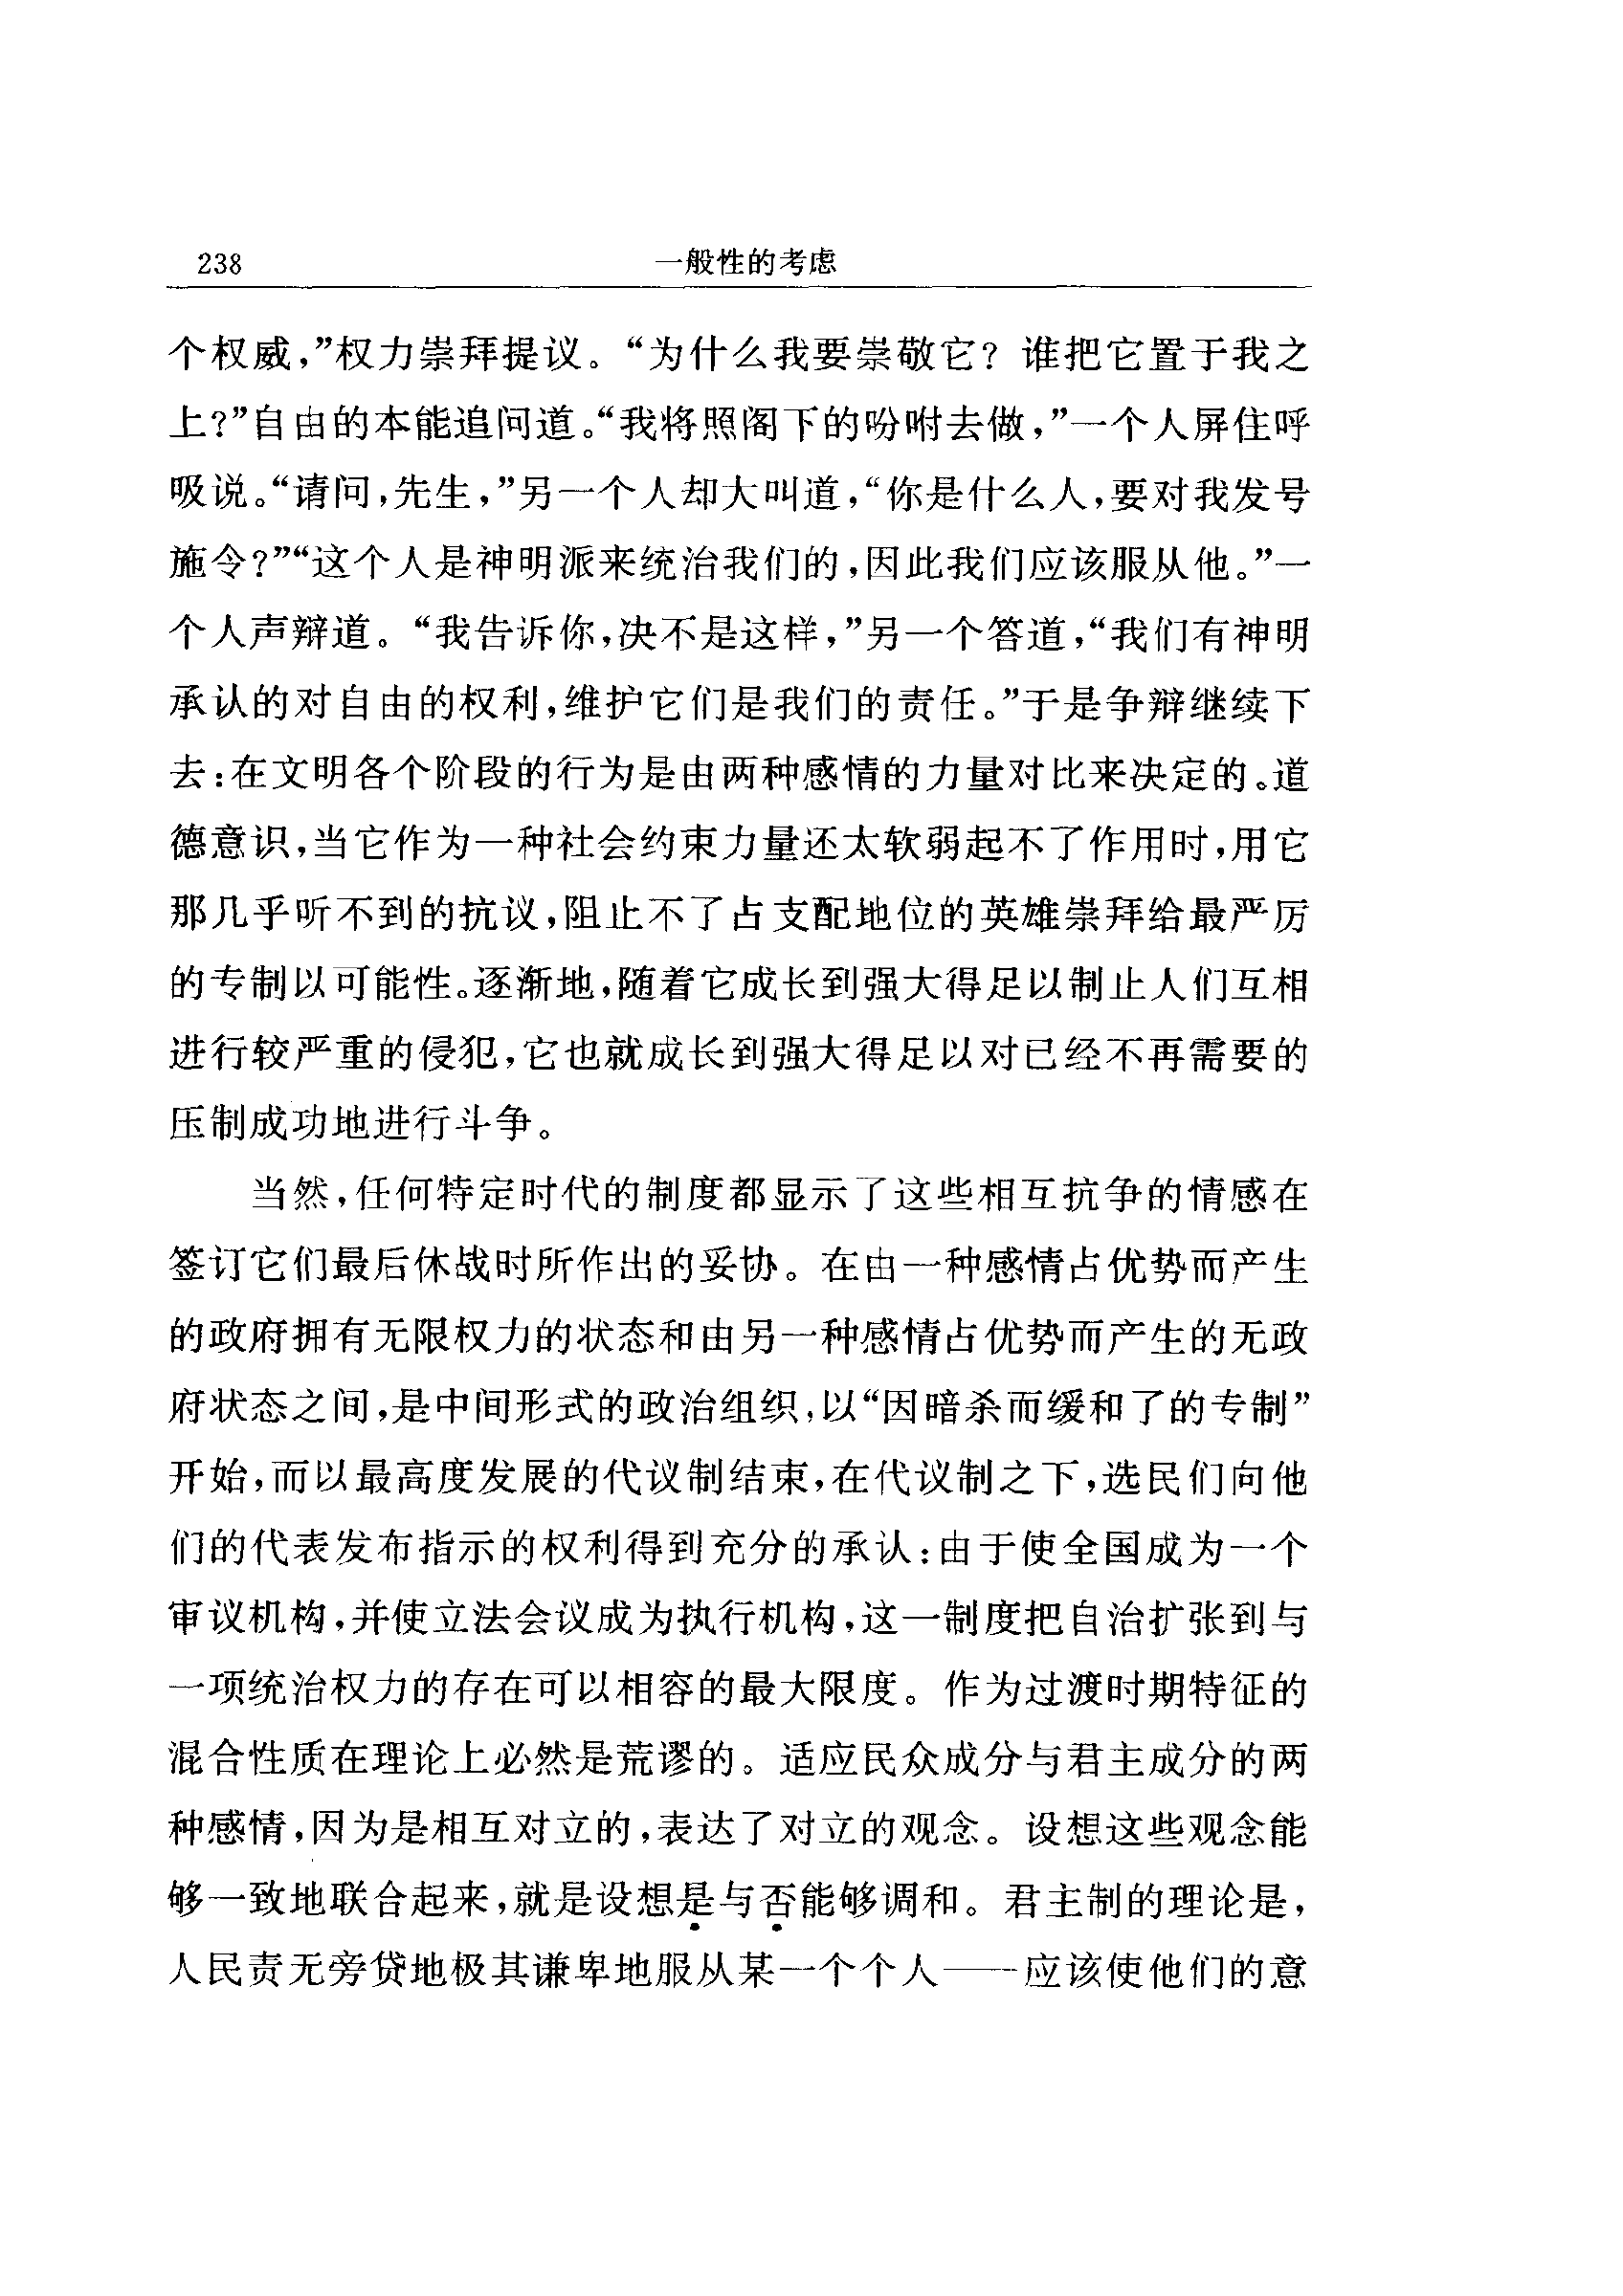 238 一般性的考虑
个权威,”权力崇拜提议。“为什么我要崇敬它? 谁把它置于我之
上?”自由的本能追问道。“我将照阁下的吩咐去做,”一个人屏住呼
吸说。“请问,先生,”另一个人却大叫道,“你是什么人,要对我发号
施令?”“这个人是神明派来统治我们的,因此我们应该服从他。”一
个人声辩道。“我告诉你,决不是这样,”另一个答道,“我们有神明
承认的对自由的权利,维护它们是我们的责任。”于是争辩继续下
去:在文明各个阶段的行为是由两种感情的力量对比来决定的。道
德意识,当它作为一种社会约束力量还太软弱起不了作用时,用它
那几乎听不到的抗议,阻止不了占支配地位的英雄崇拜给最严厉
的专制以可能性。逐渐地,随着它成长到强大得足以制止人们互相
进行较严重的侵犯,它也就成长到强大得足以对已经不再需要的
压制成功地进行斗争。
当然,任何特定时代的制度都显示了这些相互抗争的情感在
签订它们最后休战时所作出的妥协。在由一种感情占优势而产生
的政府拥有无限权力的状态和由另一种感情占优势而产生的无政
府状态之间,是中间形式的政治组织,以“因暗杀而缓和了的专制”
开始,而以最高度发展的代议制结束,在代议制之下,选民们向他
们的代表发布指示的权利得到充分的承认:由于使全国成为一个
审议机构,并使立法会议成为执行机构,这一制度把自治扩张到与
一项统治权力的存在可以相容的最大限度。作为过渡时期特征的
混合性质在理论上必然是荒谬的。适应民众成分与君主成分的两
种感情,因为是相互对立的,表达了对立的观念。设想这些观念能
够一致地联合起来,就是设想是与否能够调和。君主制的理论是,
人民责无旁贷地极其谦卑地服从某一个个人——应该使他们的意